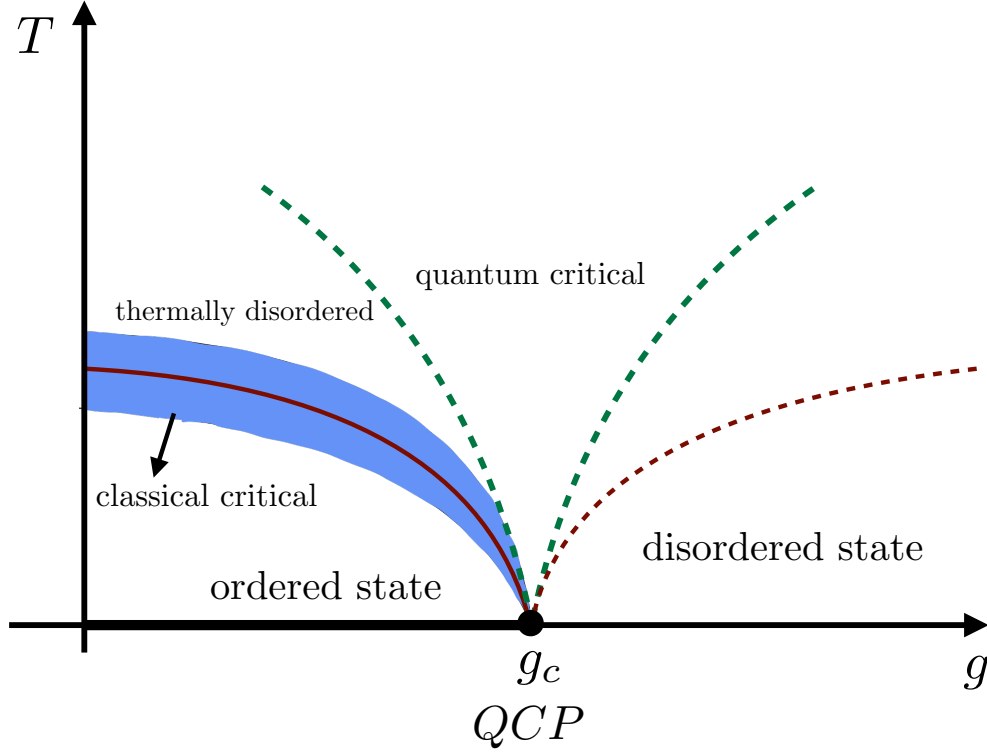 T
quantum critical
thermally disordered
classical critical
disordered state
ordered state
g_c
g
QCP